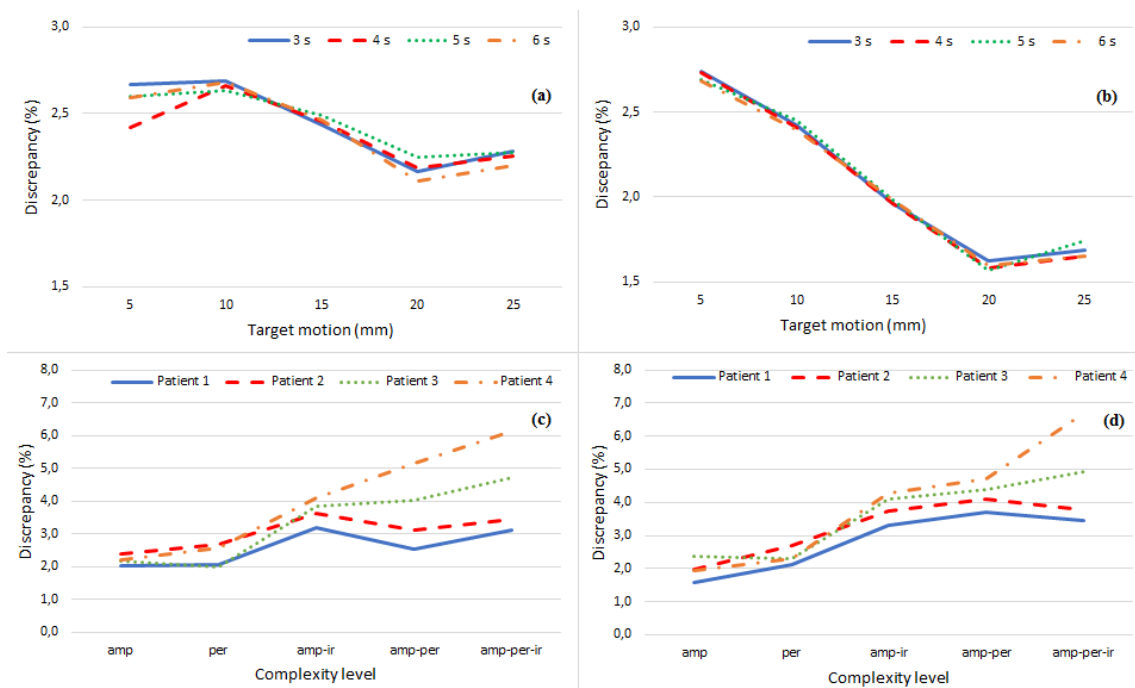 3,0
3 s 4 s 5 s 6 s
(a)
2,5
Discrepancy (%)
2,0
1,5
5 10 15 20 25
Target motion (mm)
3,0
3 s 4 s 5 s 6 s
(b)
2,5
Discepancy (%)
2,0
1,5
5 10 15 20 25
Target motion (mm)
8,0
Patient 1 Patient 2 Patient 3 Patient 4
7,0
(c)
6,0
5,0
Discrepancy (%)
4,0
3,0
2,0
1,0
0,0
amp per amp-ir amp-per amp-per-ir
Complexity level
8,0
Patient 1 Patient 2 Patient 3 Patient 4
7,0
(d)
6,0
5,0
Discrepancy (%)
4,0
3,0
2,0
1,0
0,0
amp per amp-ir amp-per amp-per-ir
Complexity level